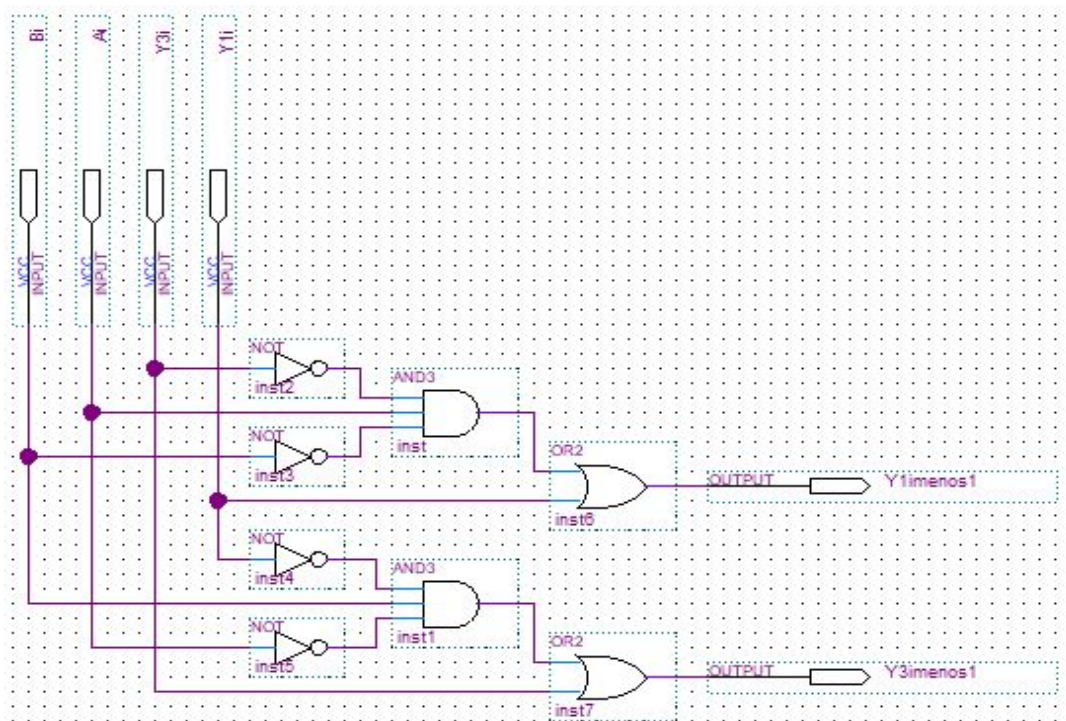 Bi
Ai
Y3i
Y1i
VCC
INPUT
VCC
INPUT
VCC
INPUT
VCC
INPUT
NOT
inst2
AND3
inst
NOT
inst3
OR2
inst6
OUTPUT
Y1imenos1
NOT
inst4
AND3
inst1
NOT
inst5
OR2
inst7
OUTPUT
Y3imenos1